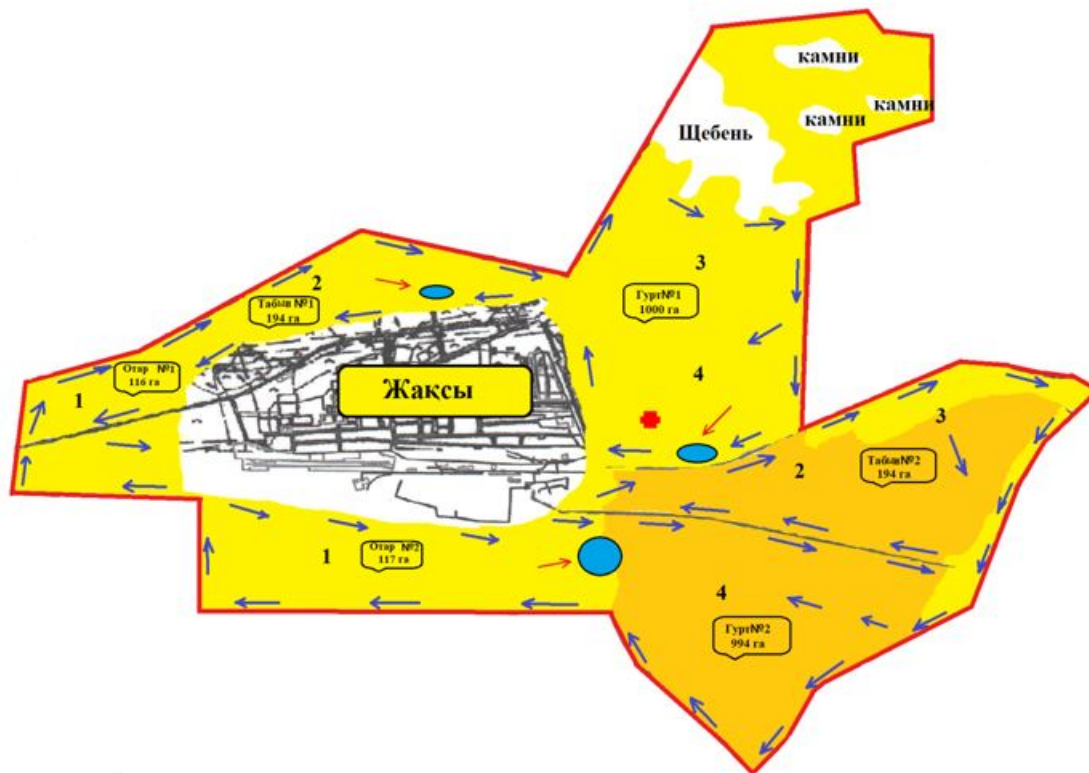 камни
камни
камни
Щебень
3
2
Гурт№1
1000 га
Табын №1
194 га
Отар №1
116 га
1
Жақсы
4
3
2
Табын№2
194 га
1
Отар №2
117 га
4
Гурт№2
994 га